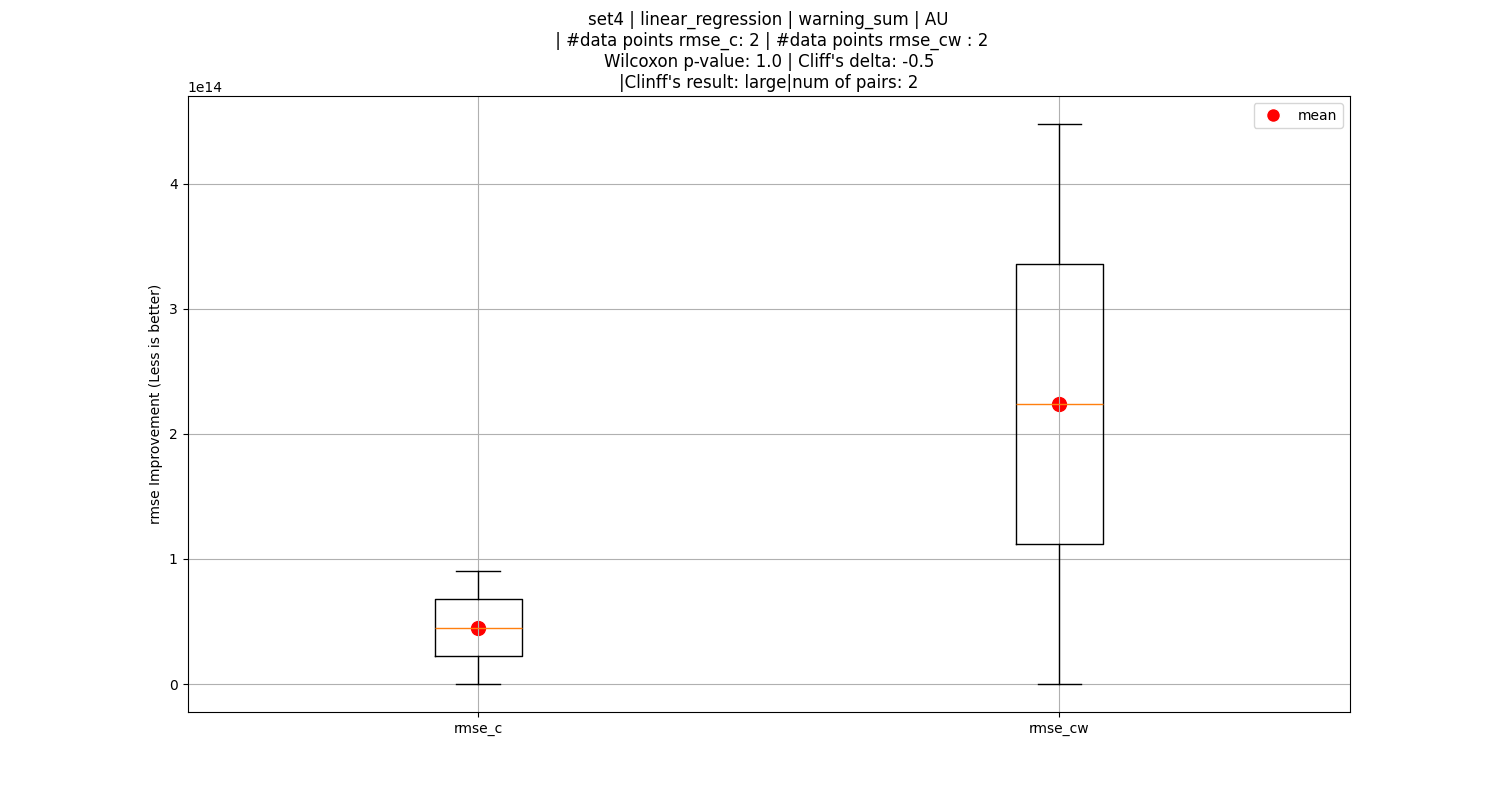 set4 | linear_regression | warning_sum | AU
| #data points rmse_c: 2 | #data points rmse_cw : 2
Wilcoxon p-value: 1.0 | Cliff's delta: -0.5
|Clinff's result: large|num of pairs: 2
1e14
mean
4
3
2
1
0
rmse Improvement (Less is better)
rmse_c
rmse_cw